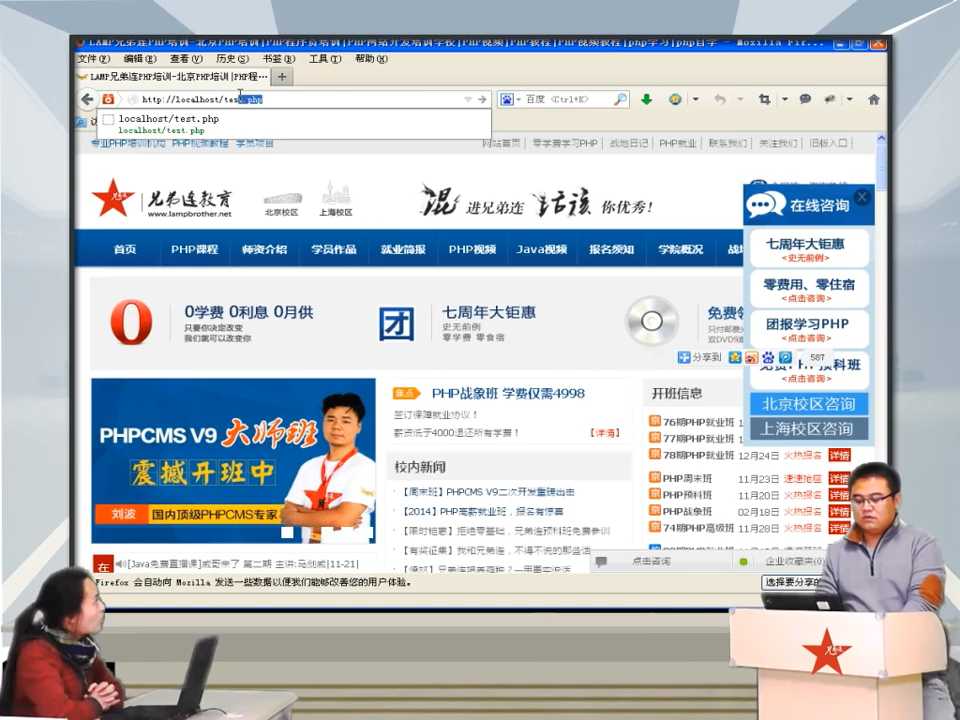 LAMP兄弟连PHP培训-北京PHP培训|PHP程序员培训|PHP网站开发培训学校|PHP视频|PHP教程|PHP视频教程|php学习|php自学 - Mozilla Fir...
文件(F) 编辑(E) 查看(V) 历史(S) 书签(B) 工具(T) 帮助(H)
LAMP兄弟连PHP培训-北京PHP培训|PHP程...
http://localhost/test.php
百度 <Ctrl+K>
localhost/test.php
localhost/test.php
专业PHP培训机构 PHP视频教程 学员项目
网站首页 | 零学费学习PHP | 战地日记 | PHP就业 | 联系我们 | 关注我们 | 旧版入口
兄弟连教育
www.lampbrother.net
北京校区 上海校区
混进兄弟连 活该你优秀!
在线咨询
首页 PHP课程 师资介绍 学员作品 就业简报 PHP视频 Java视频 报名须知 学院概况 战
七周年大钜惠
<史无前例>
零费用、零住宿
<点击咨询>
团报学习PHP
<点击咨询>
免费PHP预科班
<点击咨询>
北京校区咨询
上海校区咨询
0学费 0利息 0月供
只要你决定改变
我们就可以改变你
团
七周年大钜惠
史无前例
零学费 零食宿
免费领
只付邮费
双DVD
分享到
587
PHPCMS V9 大师班
震撼开班中
刘波 国内顶级PHPCMS专家
焦点 PHP战象班 学费仅需4998
签订保障就业协议!
薪资低于4000退还所有学费! 【详情】
校内新闻
【周末班】PHPCMS V9二次开发重磅出击
【2014】PHP高薪就业班，报名有惊喜
【限时钜惠】拒绝零基础，兄弟连预科班免费参训
【有奖征集】我和兄弟连，不得不说的那些话
开班信息
76期PHP就业班
77期PHP就业班
78期PHP就业班 12月24日 火热报名 详情
PHP周末班 11月23日 速速抢座 详情
PHP预科班 11月20日 火热报名 详情
PHP战象班 02月18日 火热报名 详情
74期PHP高级班 11月28日 火热报名 详情
[Java免费直播课]威哥来了 第二期 主讲:马剑威[11-21]
点击咨询
企业收藏夹(0)
Firefox 会自动向 Mozilla 发送一些数据以便我们能够改善您的用户体验。
选择要分享的
兄弟连